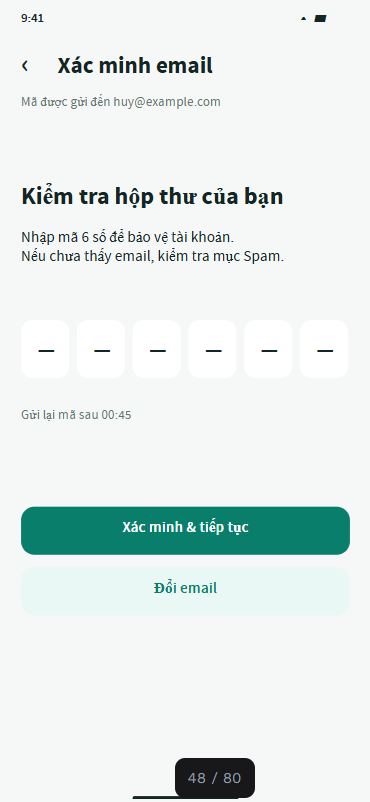 9:41
‹ Xác minh email
Mã được gửi đến huy@example.com
Kiểm tra hộp thư của bạn
Nhập mã 6 số để bảo vệ tài khoản.
Nếu chưa thấy email, kiểm tra mục Spam.
— — — — — —
Gửi lại mã sau 00:45
Xác minh & tiếp tục
Đổi email
48 / 80